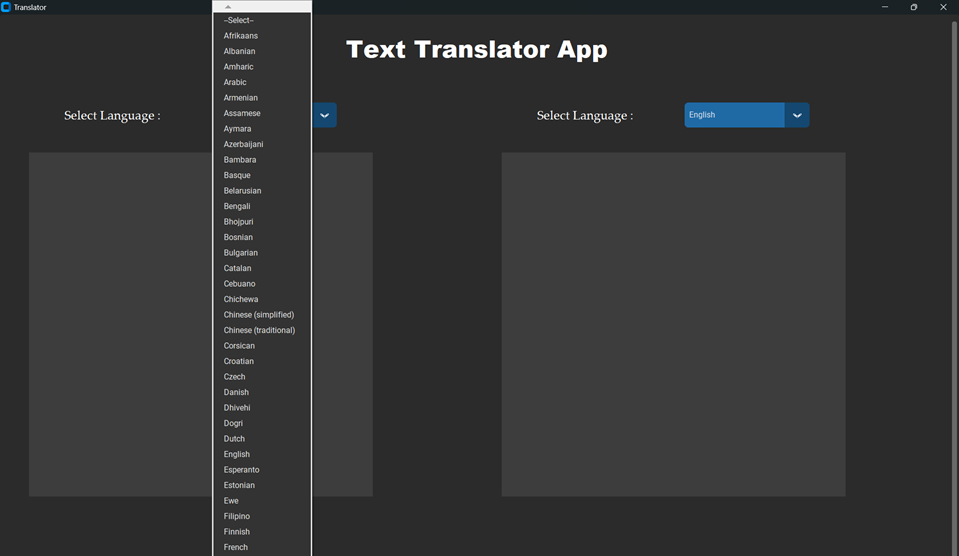 Translator
Text Translator App
Select Language :
--Select--
Afrikaans
Albanian
Amharic
Arabic
Armenian
Assamese
Aymara
Azerbaijani
Bambara
Basque
Belarusian
Bengali
Bhojpuri
Bosnian
Bulgarian
Catalan
Cebuano
Chichewa
Chinese (simplified)
Chinese (traditional)
Corsican
Croatian
Czech
Danish
Dhivehi
Dogri
Dutch
English
Esperanto
Estonian
Ewe
Filipino
Finnish
French
Select Language :
English